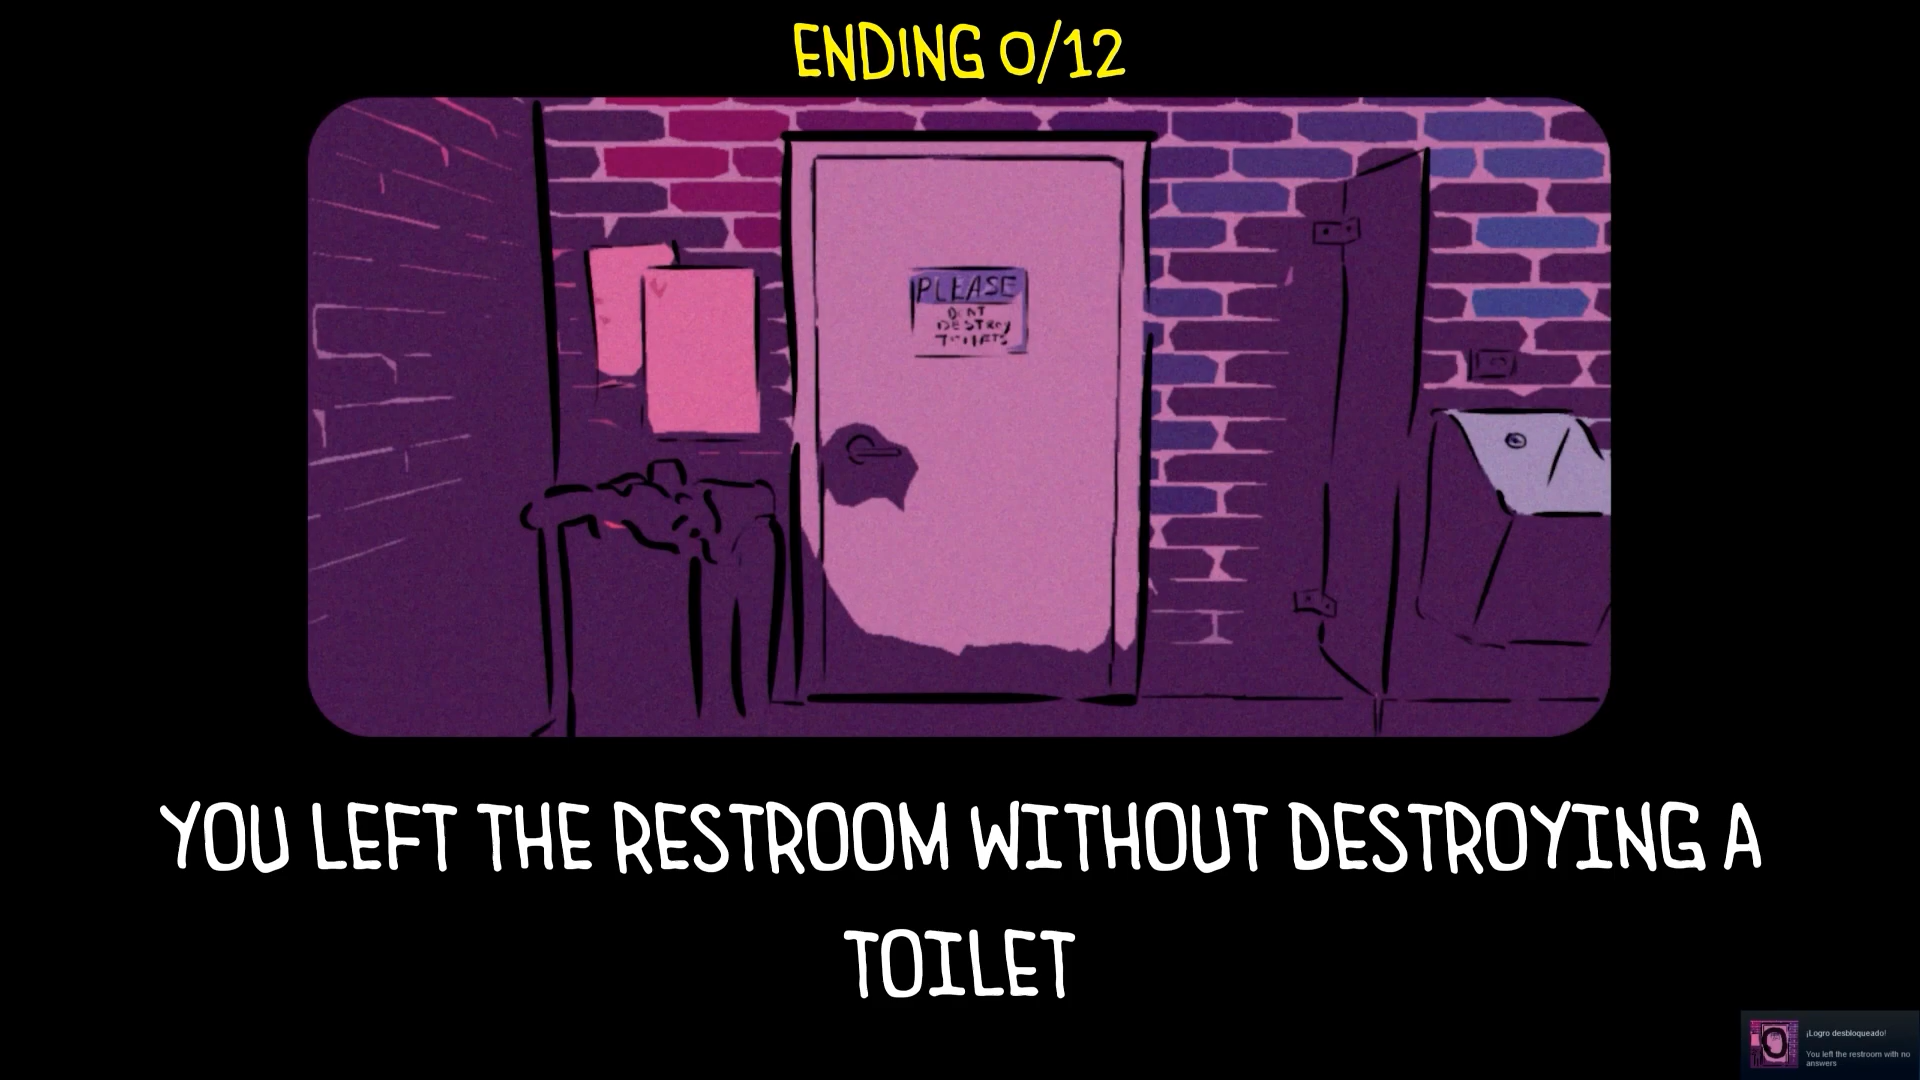 ENDING 0/12
PLEASE
DONT
DESTROY
TOILETS
YOU LEFT THE RESTROOM WITHOUT DESTROYING A
TOILET
¡Logro desbloqueado!
You left the restroom with no
answers